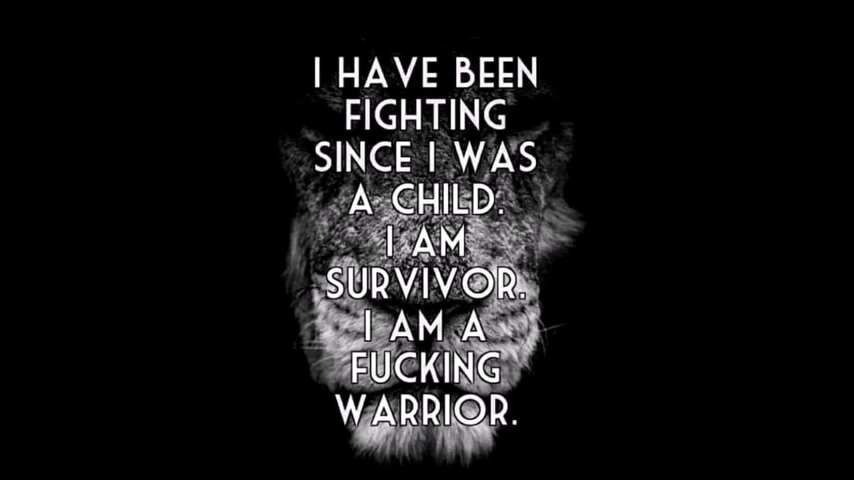 I HAVE BEEN
FIGHTING
SINCE I WAS
A CHILD.
I AM
SURVIVOR.
I AM A
FUCKING
WARRIOR.